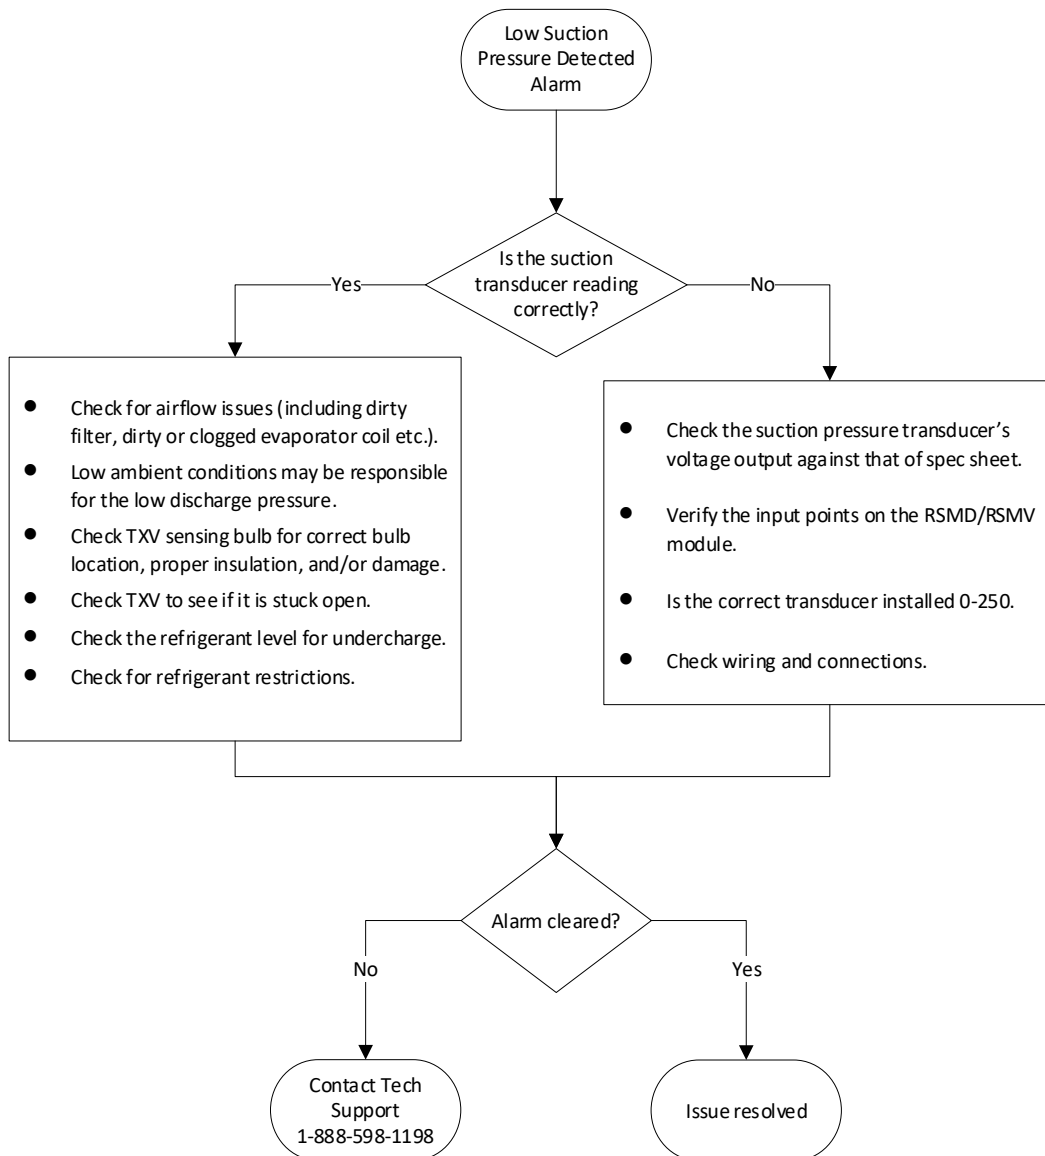 Low Suction
Pressure Detected
Alarm
Is the suction
transducer reading
correctly?
Yes
No
● Check for airflow issues (including dirty
filter, dirty or clogged evaporator coil etc.).
● Low ambient conditions may be responsible
for the low discharge pressure.
● Check TXV sensing bulb for correct bulb
location, proper insulation, and/or damage.
● Check TXV to see if it is stuck open.
● Check the refrigerant level for undercharge.
● Check for refrigerant restrictions.
● Check the suction pressure transducer’s
voltage output against that of spec sheet.
● Verify the input points on the RSMD/RSMV
module.
● Is the correct transducer installed 0-250.
● Check wiring and connections.
Alarm cleared?
No
Yes
Contact Tech
Support
1-888-598-1198
Issue resolved